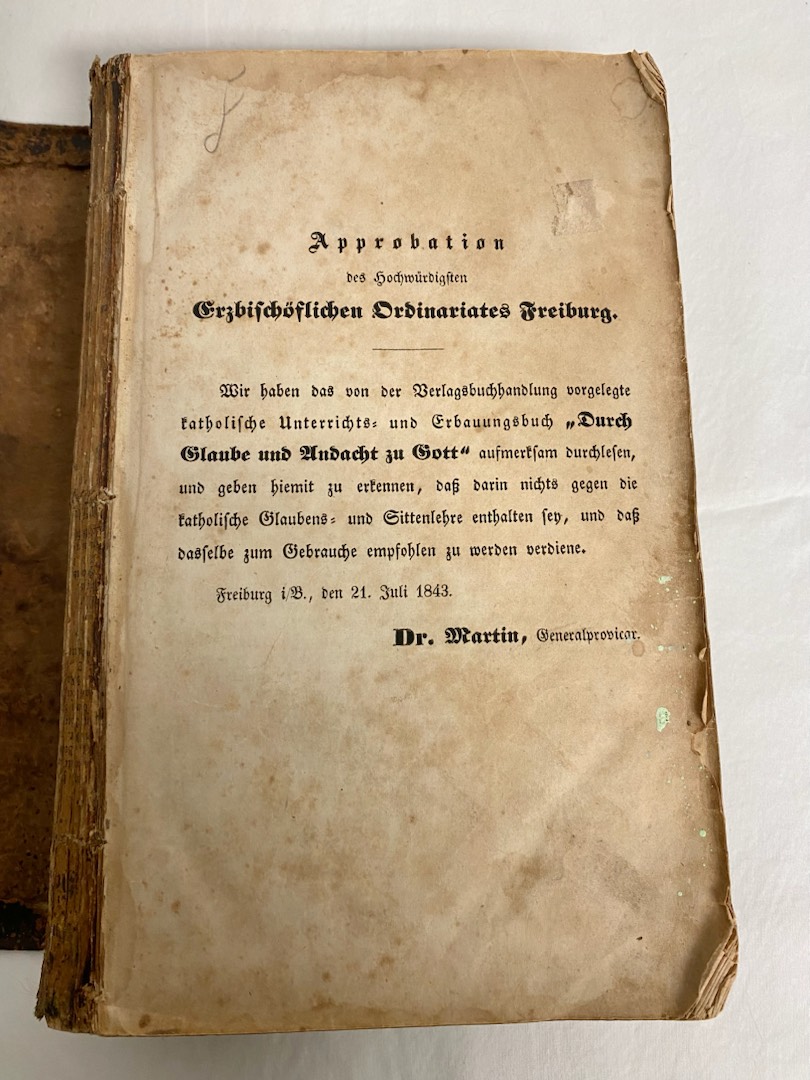 Approbation
des Hochwürdigsten
Erzbischöflichen Ordinariates Freiburg.
Wir haben das von der Verlagsbuchhandlung vorgelegte
katholische Unterrichts- und Erbauungsbuch „Durch
Glaube und Andacht zu Gott“ aufmerksam durchlesen,
und geben hiemit zu erkennen, daß darin nichts gegen die
katholische Glaubens- und Sittenlehre enthalten sey, und daß
dasselbe zum Gebrauche empfohlen zu werden verdiene.
Freiburg i/B., den 21. Juli 1843.
Dr. Martin, Generalprovicar.